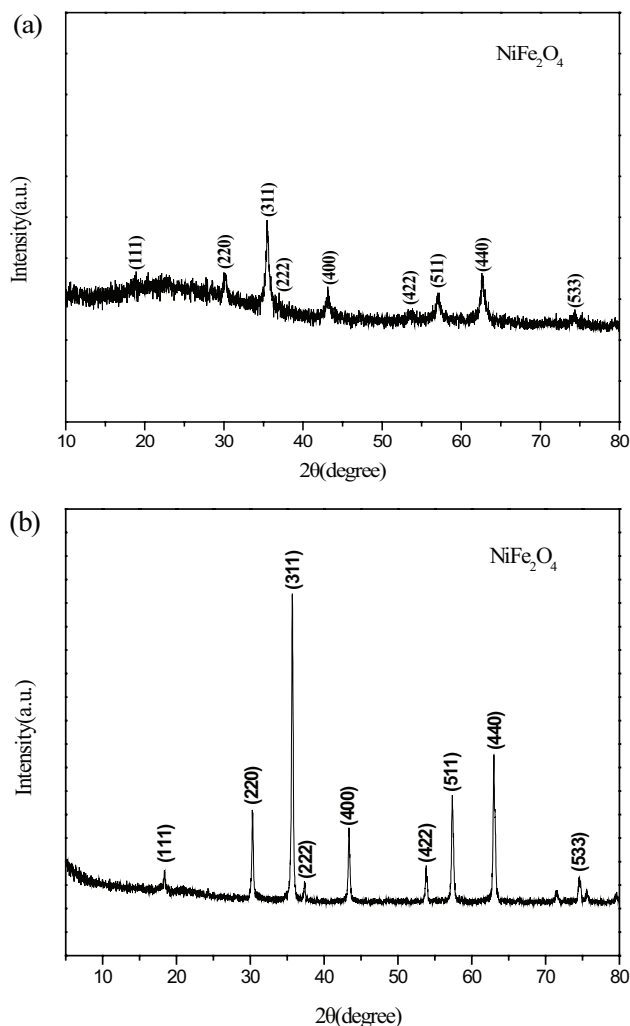 (a)
NiFe₂O₄
Intensity(a.u.)
(111)
(220)
(311)
(222)
(400)
(422)
(511)
(440)
(533)
10 20 30 40 50 60 70 80
2θ(degree)
(b)
NiFe₂O₄
Intensity(a.u.)
(111)
(220)
(311)
(222)
(400)
(422)
(511)
(440)
(533)
10 20 30 40 50 60 70 80
2θ(degree)